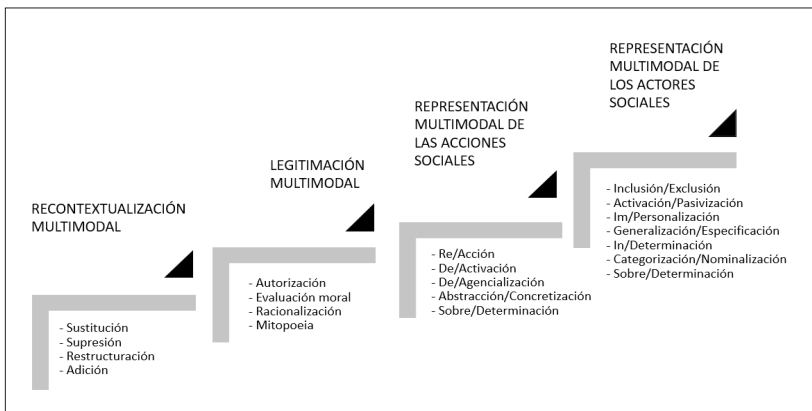 RECONTEXTUALIZACIÓN
MULTIMODAL
- Sustitución
- Supresión
- Restructuración
- Adición
LEGITIMACIÓN
MULTIMODAL
- Autorización
- Evaluación moral
- Racionalización
- Mitopoeia
REPRESENTACIÓN
MULTIMODAL DE
LAS ACCIONES
SOCIALES
- Re/Acción
- De/Activación
- De/Agencialización
- Abstracción/Concretización
- Sobre/Determinación
REPRESENTACIÓN
MULTIMODAL DE
LOS ACTORES
SOCIALES
- Inclusión/Exclusión
- Activación/Pasivización
- Im/Personalización
- Generalización/Especificación
- In/Determinación
- Categorización/Nominalización
- Sobre/Determinación